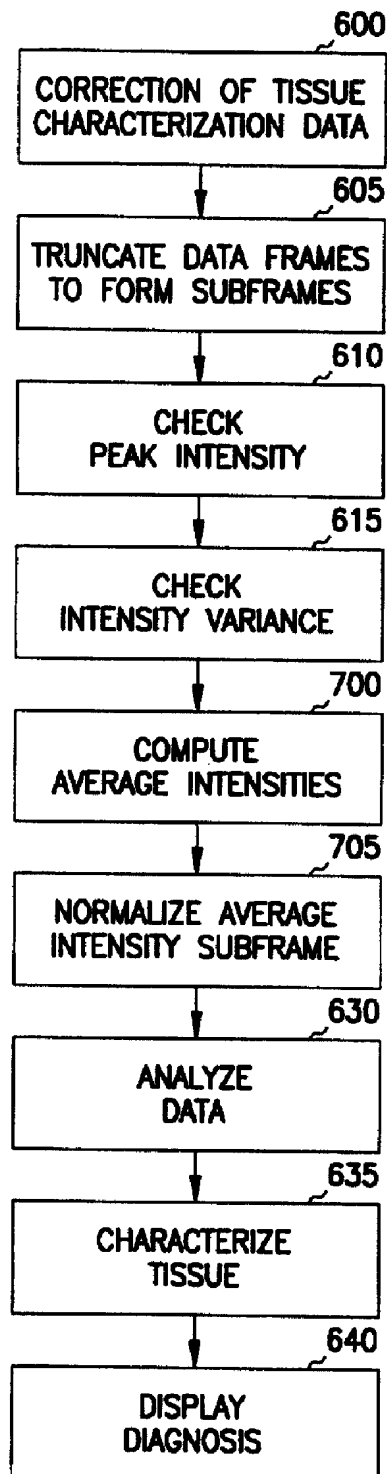 600
CORRECTION OF TISSUE
CHARACTERIZATION DATA
605
TRUNCATE DATA FRAMES
TO FORM SUBFRAMES
610
CHECK
PEAK INTENSITY
615
CHECK
INTENSITY VARIANCE
700
COMPUTE
AVERAGE INTENSITIES
705
NORMALIZE AVERAGE
INTENSITY SUBFRAME
630
ANALYZE
DATA
635
CHARACTERIZE
TISSUE
640
DISPLAY
DIAGNOSIS